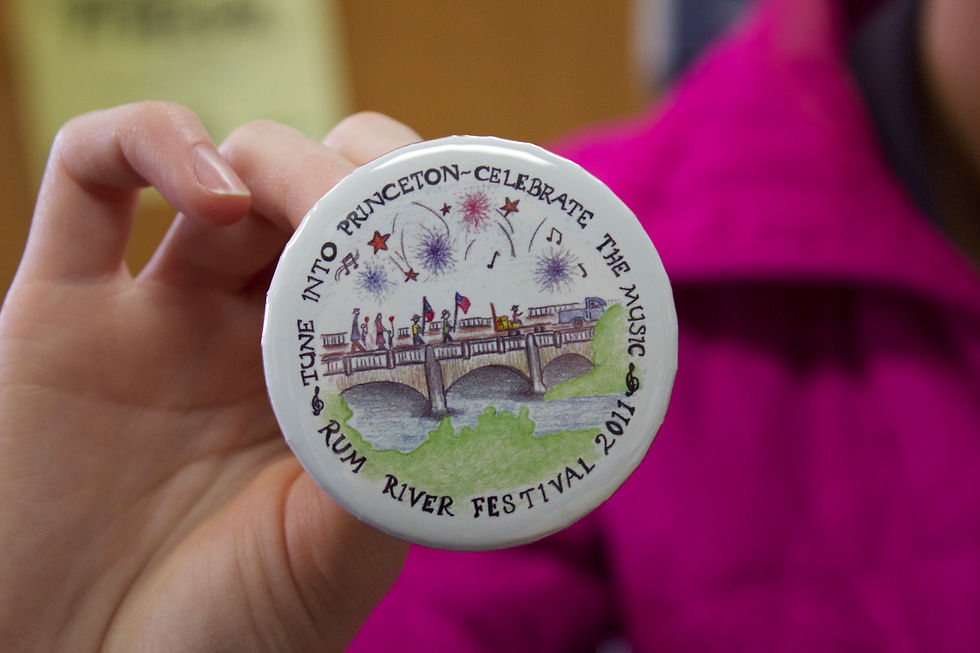 TUNE INTO PRINCETON~CELEBRATE THE MUSIC
RUM RIVER FESTIVAL 2011